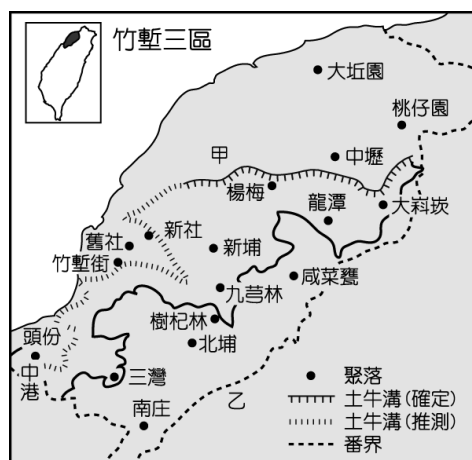 竹塹三區
大坵園
桃仔園
甲
中壢
楊梅
龍潭
大嵙崁
新社
舊社
新埔
竹塹街
咸菜甕
九芎林
樹杞林
頭份
北埔
中港
三灣
乙
南庄
聚落
土牛溝(確定)
土牛溝(推測)
番界